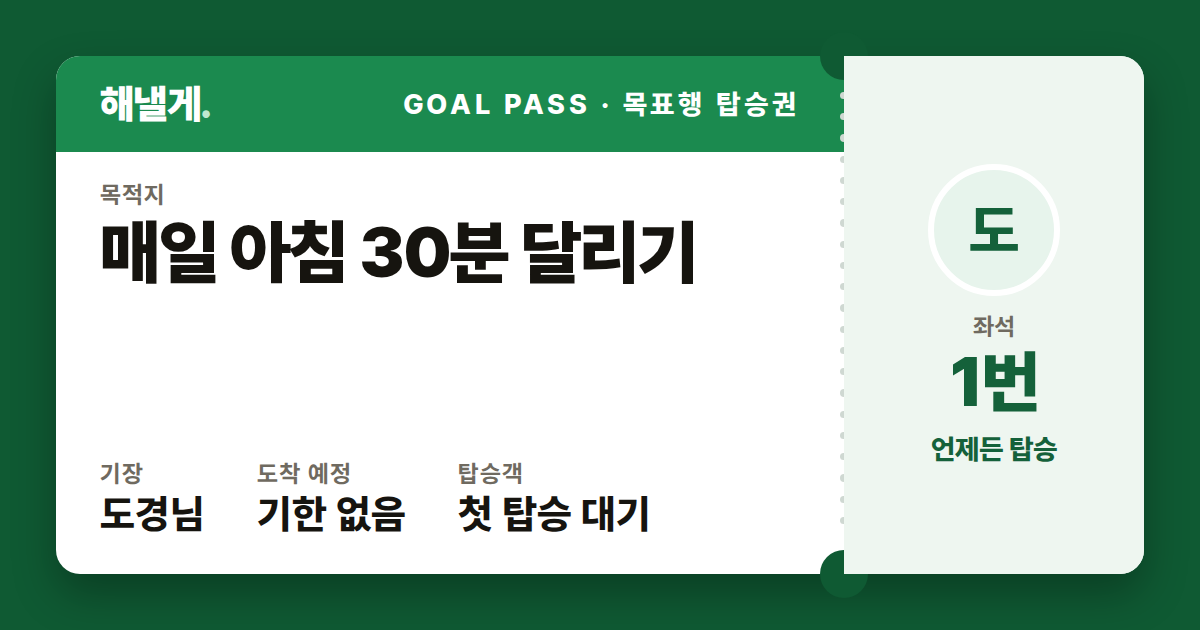 해낼게.
GOAL PASS · 목표행 탑승권
목적지
매일 아침 30분 달리기
기장
도경님
도착 예정
기한 없음
탑승객
첫 탑승 대기
도
좌석
1번
언제든 탑승